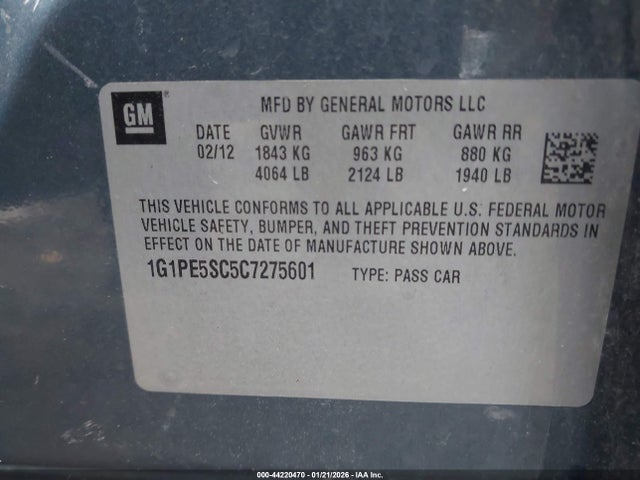 GM
MFD BY GENERAL MOTORS LLC
DATE GVWR GAWR FRT GAWR RR
02/12 1843 KG 963 KG 880 KG
4064 LB 2124 LB 1940 LB
THIS VEHICLE CONFORMS TO ALL APPLICABLE U.S. FEDERAL MOTOR
VEHICLE SAFETY, BUMPER, AND THEFT PREVENTION STANDARDS IN
EFFECT ON THE DATE OF MANUFACTURE SHOWN ABOVE.
1G1PE5SC5C7275601 TYPE: PASS CAR
000-44220470 01/21/2026 - IAA Inc.